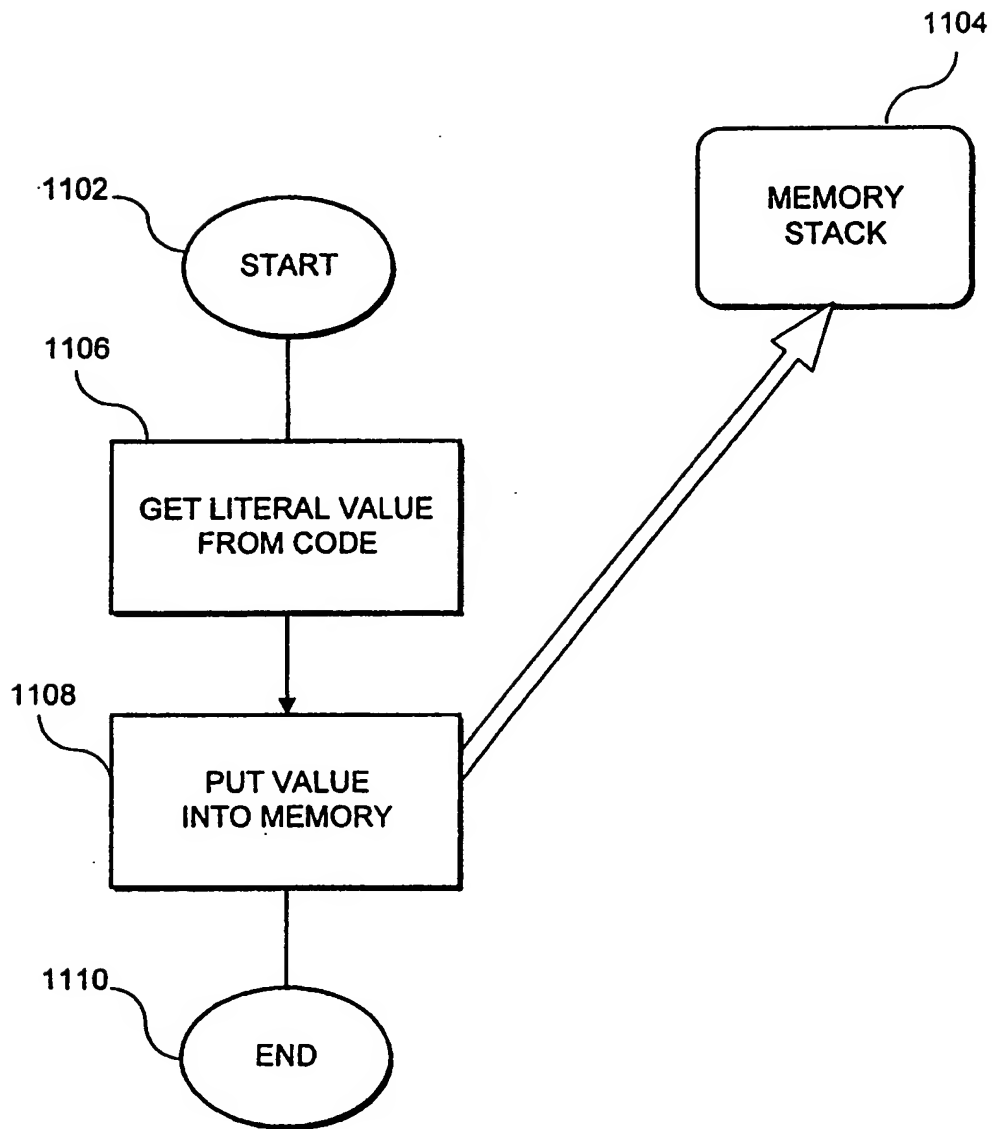 1104
MEMORY
STACK
1102
START
1106
GET LITERAL VALUE
FROM CODE
1108
PUT VALUE
INTO MEMORY
1110
END